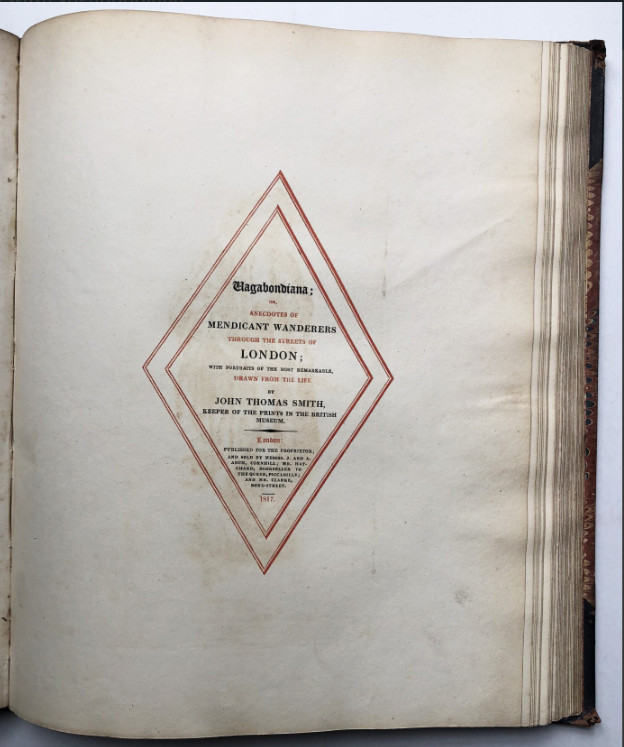 Vagabondiana;
OR,
ANECDOTES OF
MENDICANT WANDERERS
THROUGH THE STREETS OF
LONDON;
WITH PORTRAITS OF THE MOST REMARKABLE,
DRAWN FROM THE LIFE
BY
JOHN THOMAS SMITH,
KEEPER OF THE PRINTS IN THE BRITISH
MUSEUM.
London:
PUBLISHED FOR THE PROPRIETOR;
AND SOLD BY MESSRS. J. AND A.
ARCH, CORNHILL; MR. HAT-
CHARD, BOOKSELLER TO
THE QUEEN, PICCADILLY;
AND MR. CLARKE,
BOND-STREET.
1817.